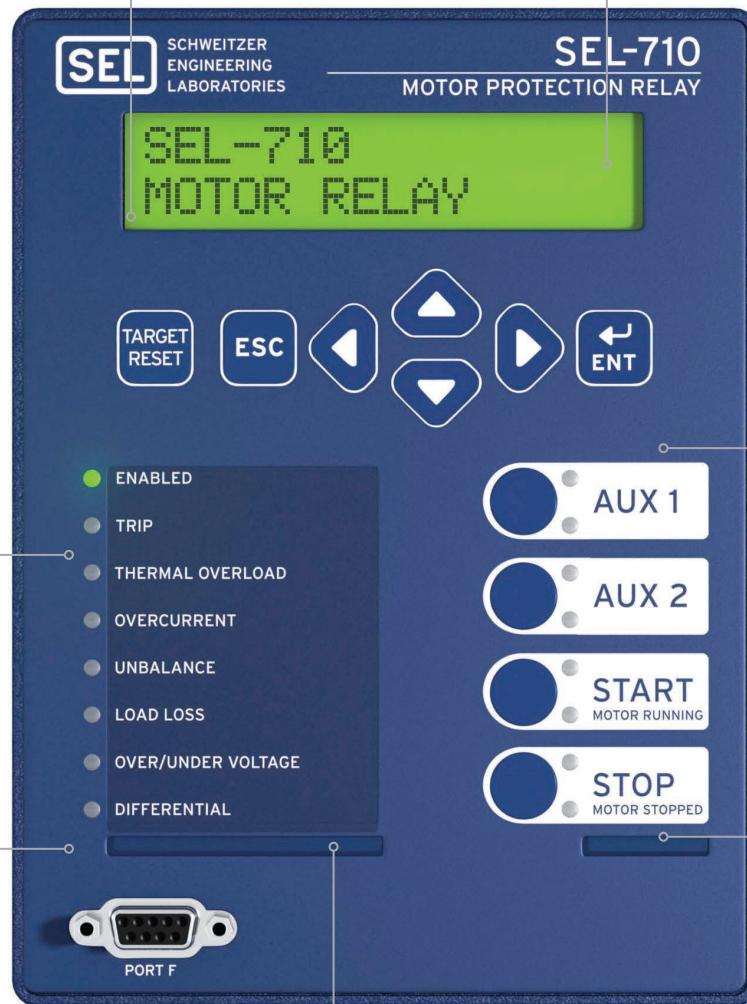 SEL
SCHWEITZER
ENGINEERING
LABORATORIES
SEL-710
MOTOR PROTECTION RELAY
SEL-710
MOTOR RELAY
TARGET
RESET
ESC
ENT
ENABLED
TRIP
THERMAL OVERLOAD
OVERCURRENT
UNBALANCE
LOAD LOSS
OVER/UNDER VOLTAGE
DIFFERENTIAL
AUX 1
AUX 2
START
MOTOR RUNNING
STOP
MOTOR STOPPED
PORT F